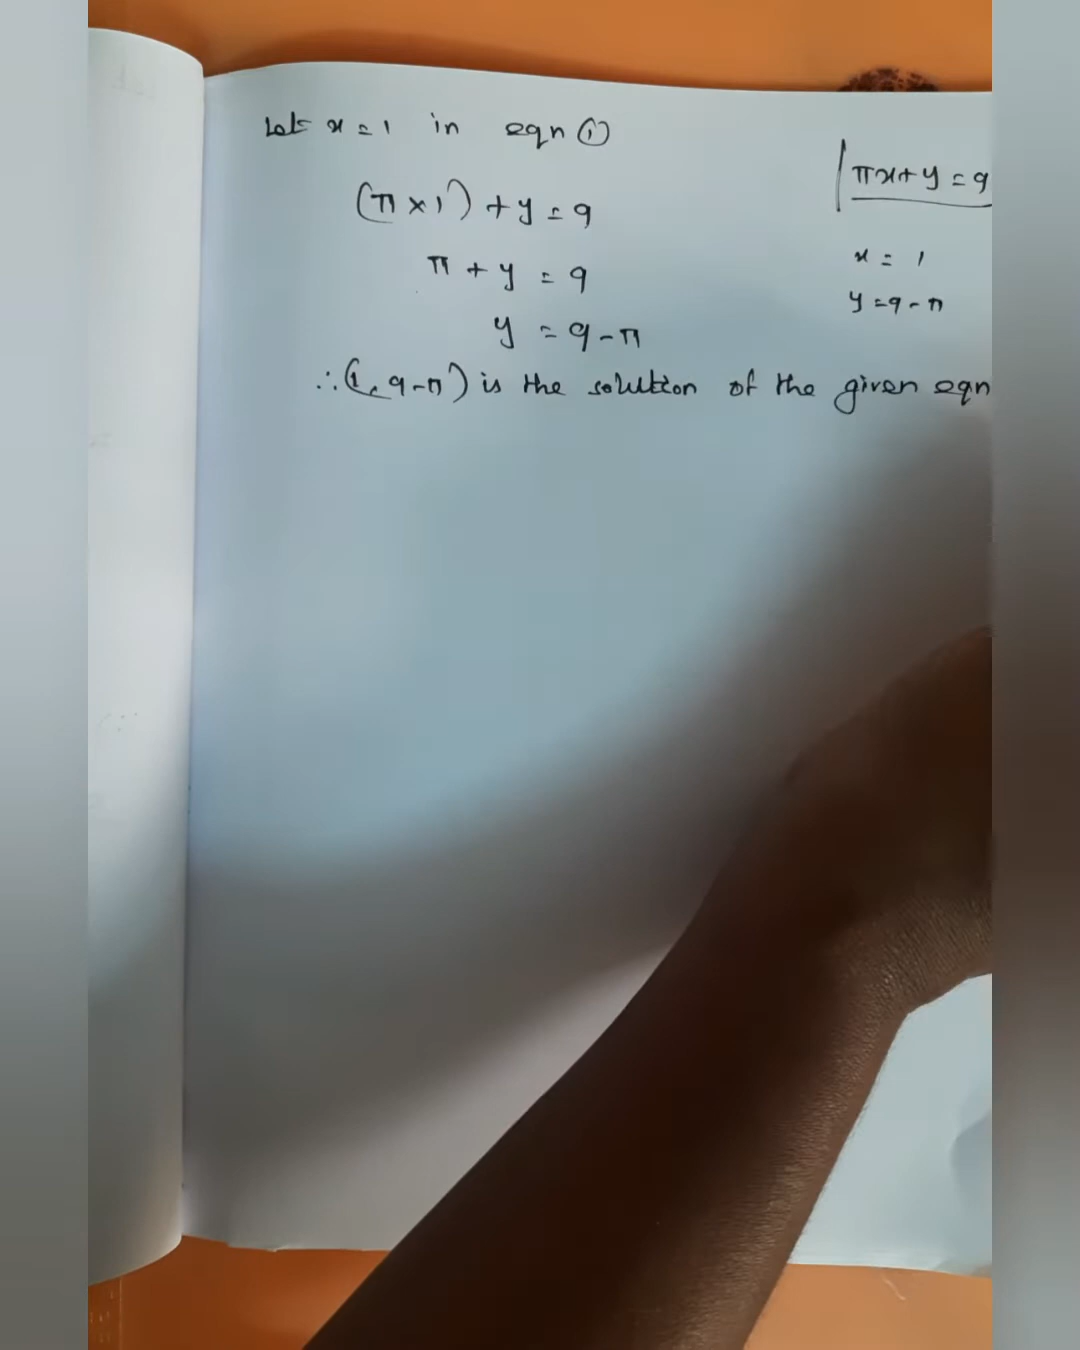 Let x = 1 in eqn ①
(π × 1) + y = 9
π + y = 9
y = 9 - π
∴ (1, 9-π) is the solution of the given eqn
πx + y = 9
x = 1
y = 9 - π